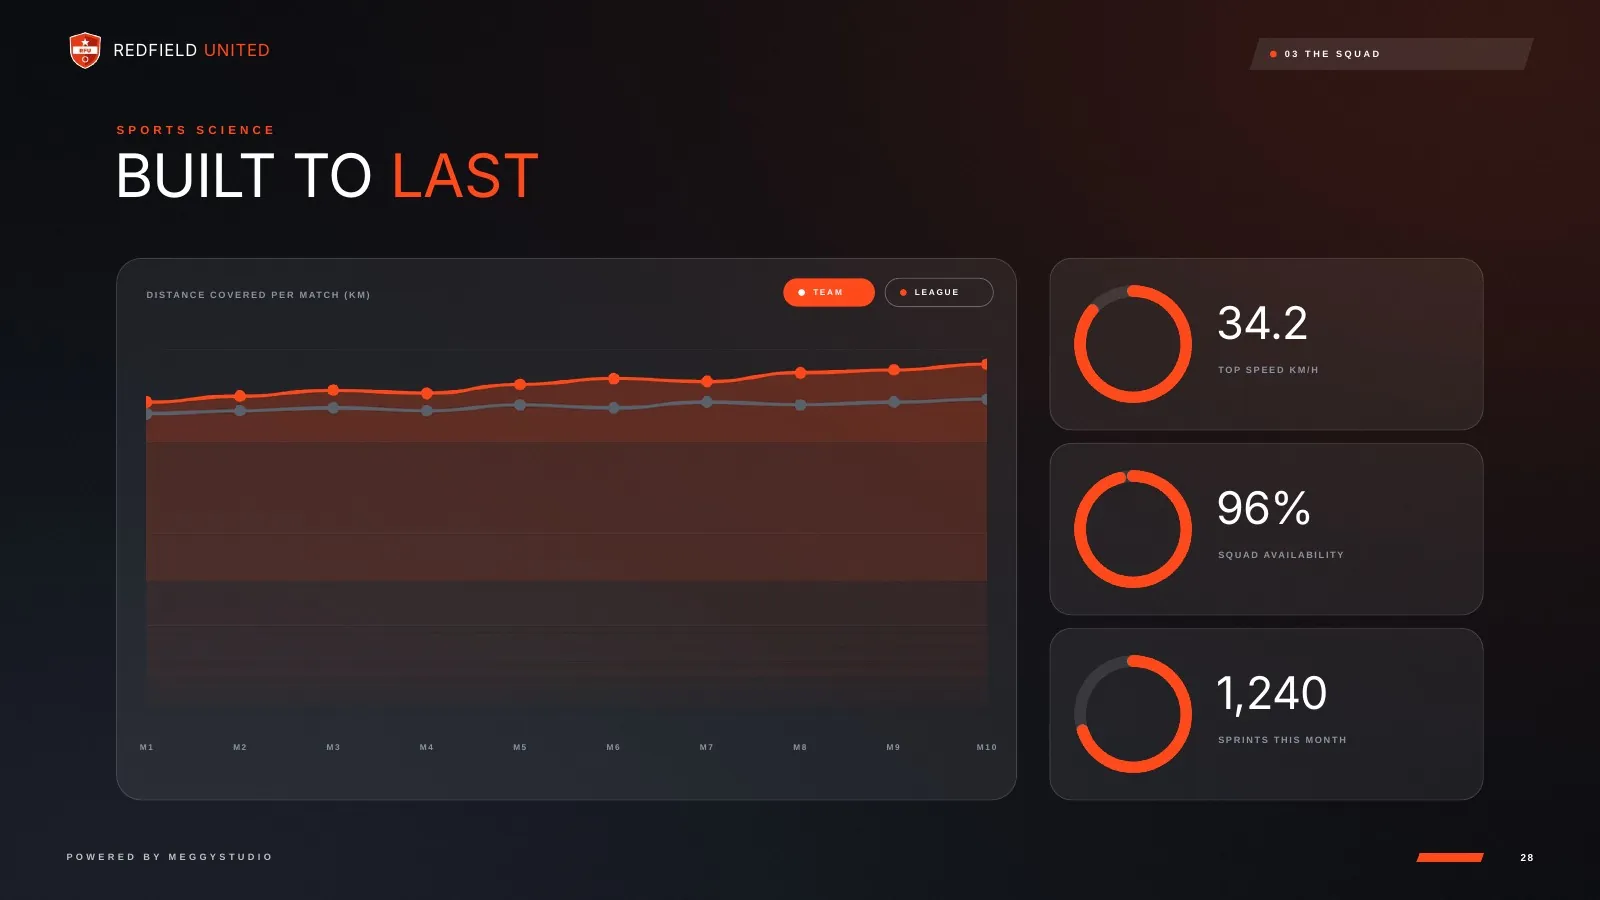 REDFIELD UNITED
03 THE SQUAD
SPORTS SCIENCE
BUILT TO LAST
DISTANCE COVERED PER MATCH (KM)
TEAM
LEAGUE
M1 M2 M3 M4 M5 M6 M7 M8 M9 M10
34.2
TOP SPEED KM/H
96%
SQUAD AVAILABILITY
1,240
SPRINTS THIS MONTH
POWERED BY MEGGYSTUDIO
28